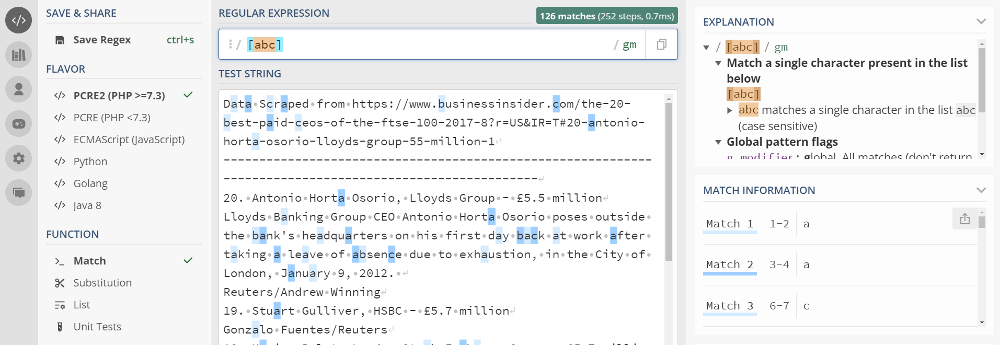 SAVE & SHARE
Save Regex ctrl+s
FLAVOR
PCRE2 (PHP >=7.3)
PCRE (PHP <7.3)
ECMAScript (JavaScript)
Python
Golang
Java 8
FUNCTION
Match
Substitution
List
Unit Tests
REGULAR EXPRESSION
126 matches (252 steps, 0.7ms)
/ [abc] / gm
TEST STRING
Data Scraped from https://www.businessinsider.com/the-20-
best-paid-ceos-of-the-ftse-100-2017-8?r=US&IR=T#20-antonio-
horta-osorio-lloyds-group-55-million-1
------------------------------------------------------------
--------------------------------------------
20. Antonio Horta Osorio, Lloyds Group - £5.5 million
Lloyds Banking Group CEO Antonio Horta Osorio poses outside
the bank's headquarters on his first day back at work after
taking a leave of absence due to exhaustion, in the City of
London, January 9, 2012.
Reuters/Andrew Winning
19. Stuart Gulliver, HSBC - £5.7 million
Gonzalo Fuentes/Reuters
EXPLANATION
/ [abc] / gm
Match a single character present in the list
below
[abc]
abc matches a single character in the list abc
(case sensitive)
Global pattern flags
g modifier: global. All matches (don't return
MATCH INFORMATION
Match 1 1-2 a
Match 2 3-4 a
Match 3 6-7 c